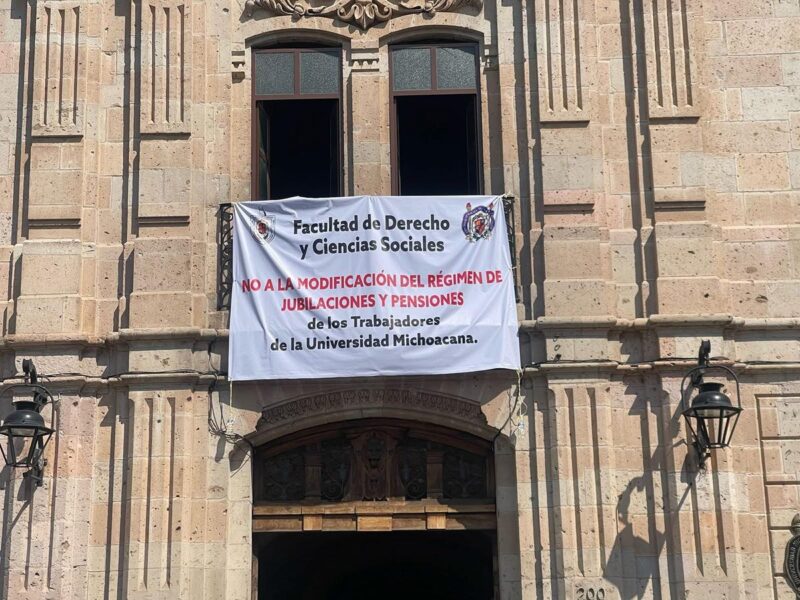 Facultad de Derecho
y Ciencias Sociales
NO A LA MODIFICACIÓN DEL RÉGIMEN DE
JUBILACIONES Y PENSIONES
de los Trabajadores
de la Universidad Michoacana.
200